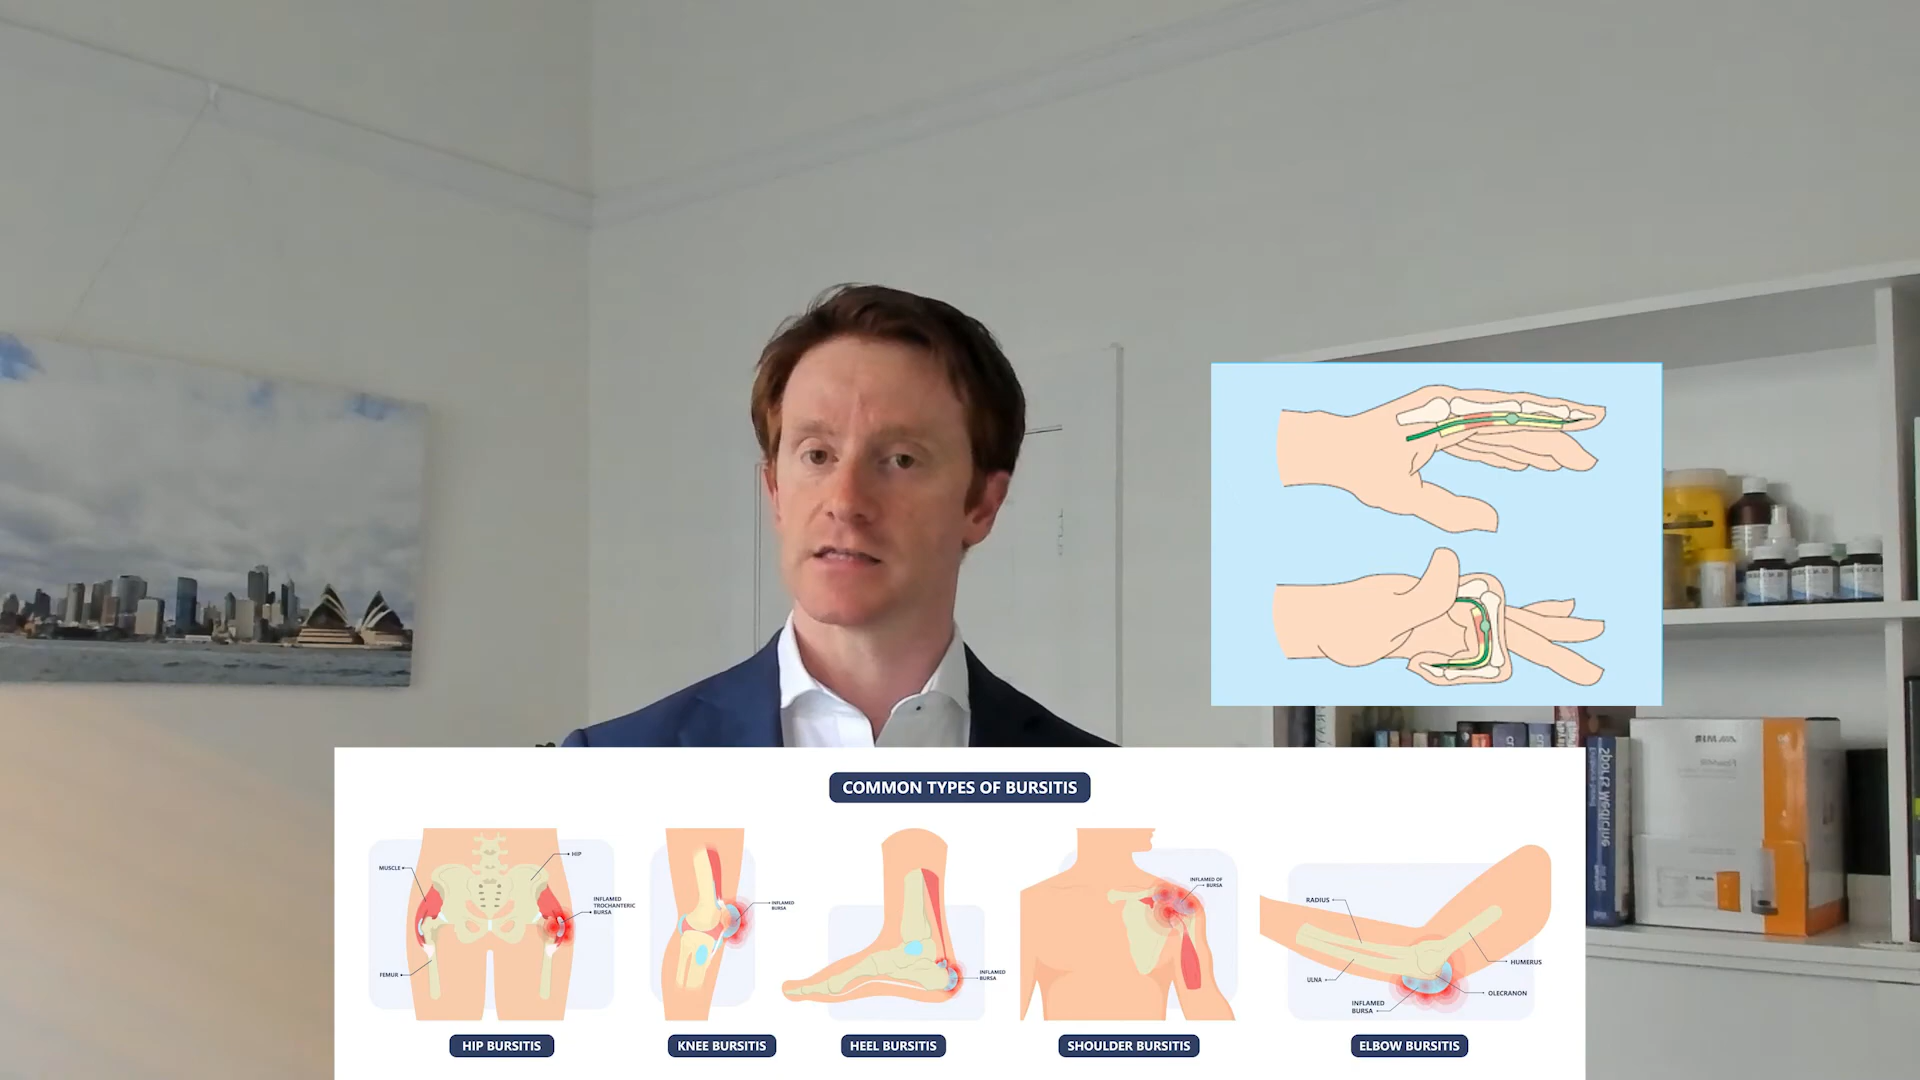 COMMON TYPES OF BURSITIS
MUSCLE
HIP
INFLAMED
TROCHANTERIC
BURSA
FEMUR
HIP BURSITIS
INFLAMED
BURSA
KNEE BURSITIS
INFLAMED
BURSA
HEEL BURSITIS
INFLAMED OF
BURSA
SHOULDER BURSITIS
RADIUS
ULNA
INFLAMED
BURSA
HUMERUS
OLECRANON
ELBOW BURSITIS